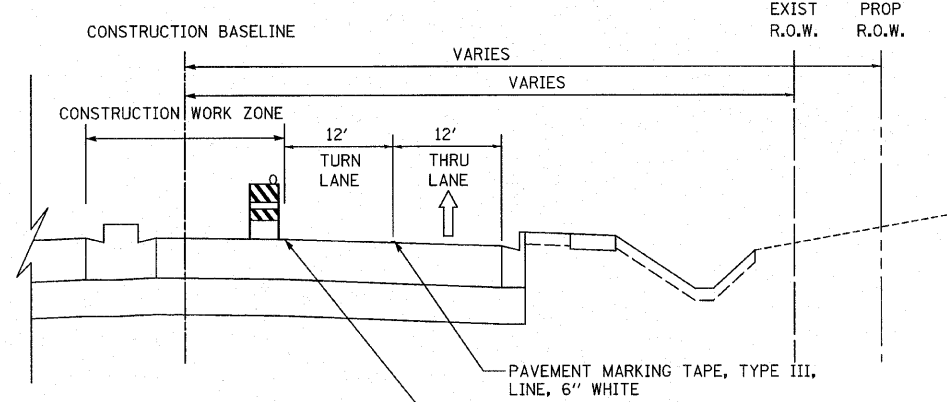 EXIST
R.O.W.
PROP
R.O.W.
CONSTRUCTION BASELINE
VARIES
VARIES
CONSTRUCTION WORK ZONE
12'
TURN
LANE
12'
THRU
LANE
PAVEMENT MARKING TAPE, TYPE III,
LINE, 6" WHITE